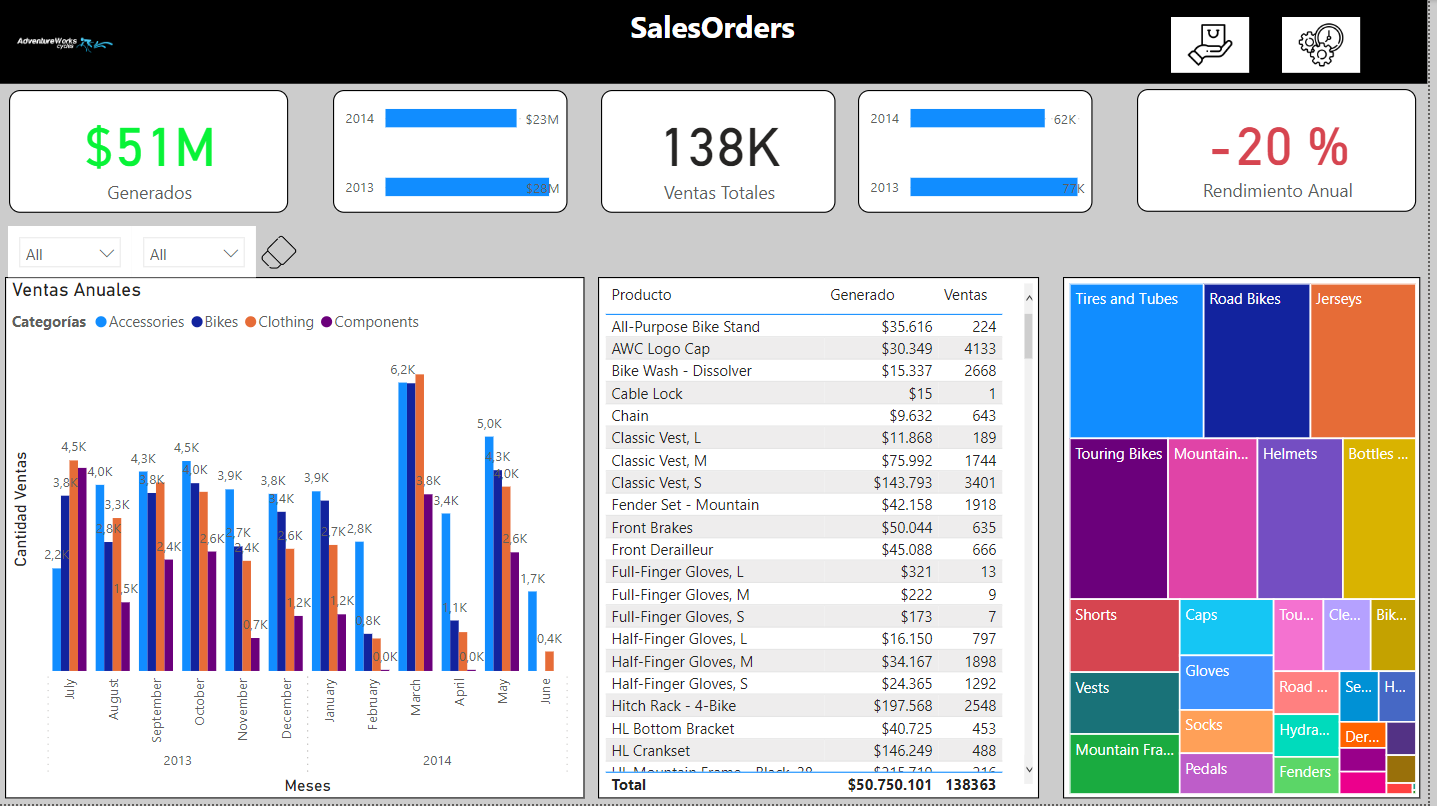 SalesOrders
AdventureWorks
cycles
$51M
Generados
2014 $23M
2013 $28M
138K
Ventas Totales
2014 62K
2013 77K
-20 %
Rendimiento Anual
All All
Ventas Anuales
Categorías Accessories Bikes Clothing Components
Cantidad Ventas
2,2K 3,8K 4,5K
4,0K 2,8K 3,3K 1,5K
4,3K 3,8K 2,4K
4,5K 4,0K 2,6K
3,9K 2,7K 2,4K 0,7K
3,8K 3,4K 2,6K 1,2K
3,9K 2,7K 1,2K
2,8K 0,8K 0,0K
6,2K 3,8K
3,4K 1,1K 0,0K
5,0K 4,3K 4,0K 2,6K
1,7K 0,4K
July August September October November December January February March April May June
2013 2014
Meses
Producto Generado Ventas
All-Purpose Bike Stand $35.616 224
AWC Logo Cap $30.349 4133
Bike Wash - Dissolver $15.337 2668
Cable Lock $15 1
Chain $9.632 643
Classic Vest, L $11.868 189
Classic Vest, M $75.992 1744
Classic Vest, S $143.793 3401
Fender Set - Mountain $42.158 1918
Front Brakes $50.044 635
Front Derailleur $45.088 666
Full-Finger Gloves, L $321 13
Full-Finger Gloves, M $222 9
Full-Finger Gloves, S $173 7
Half-Finger Gloves, L $16.150 797
Half-Finger Gloves, M $34.167 1898
Half-Finger Gloves, S $24.365 1292
Hitch Rack - 4-Bike $197.568 2548
HL Bottom Bracket $40.725 453
HL Crankset $146.249 488
HL Mountain Frame - Black, 38 $215.710 216
Total $50.750.101 138363
Tires and Tubes Road Bikes Jerseys
Touring Bikes Mountain... Helmets Bottles ...
Shorts Caps Tou... Cle... Bik...
Gloves
Vests Road ... Se... H...
Socks Hydra... Der...
Mountain Fra... Pedals Fenders